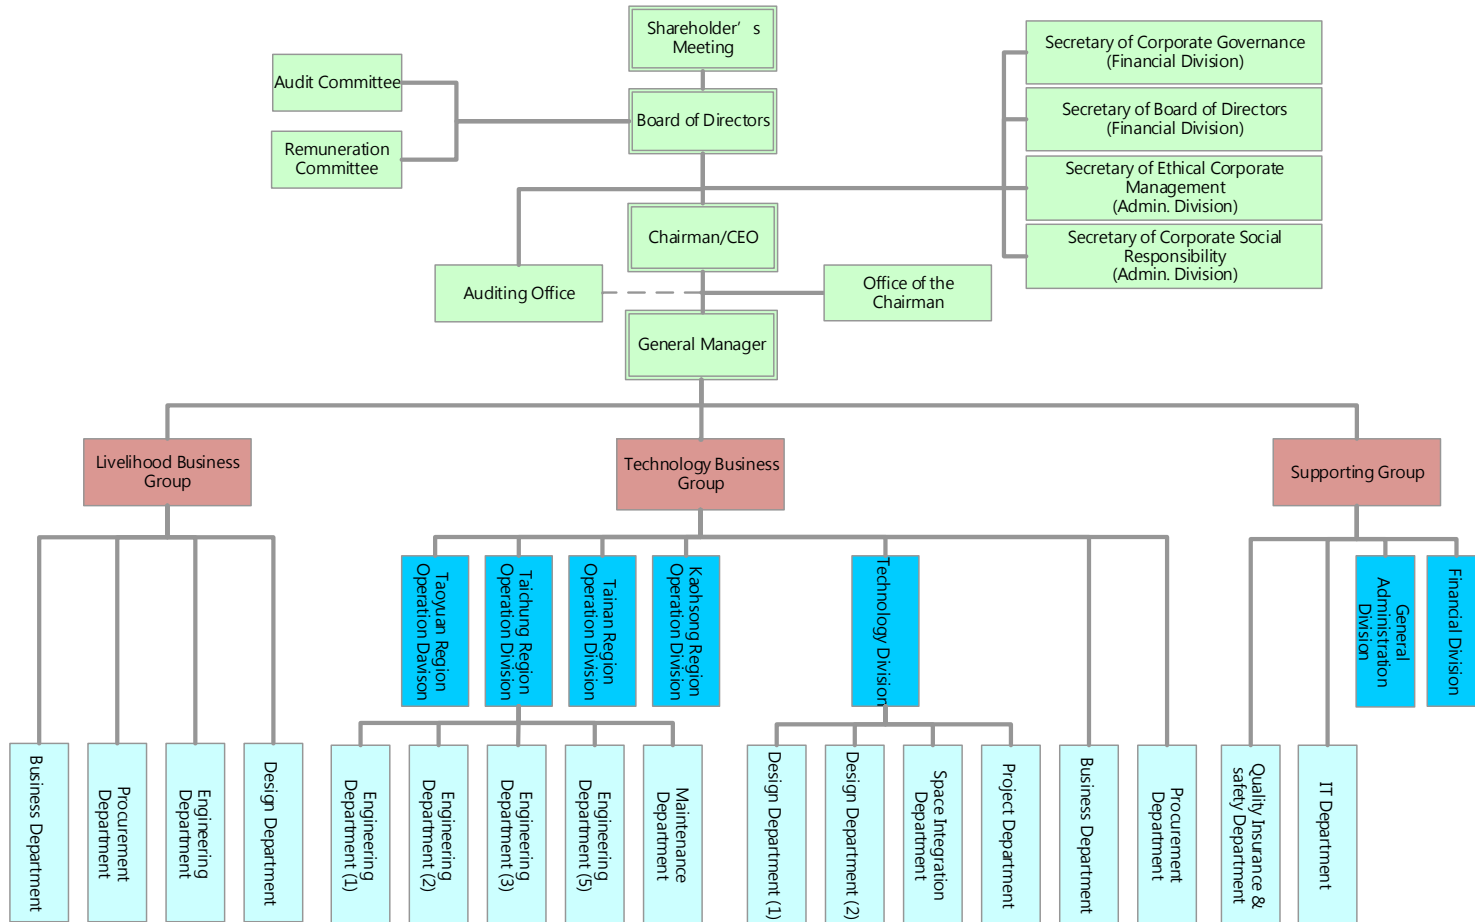 Shareholder’s
Meeting
Audit Committee
Remuneration
Committee
Board of Directors
Secretary of Corporate Governance
(Financial Division)
Secretary of Board of Directors
(Financial Division)
Secretary of Ethical Corporate
Management
(Admin. Division)
Secretary of Corporate Social
Responsibility
(Admin. Division)
Chairman/CEO
Auditing Office
Office of the
Chairman
General Manager
Livelihood Business
Group
Technology Business
Group
Supporting Group
Taoyuan Region
Operation Davison
Taichung Region
Operation Division
Tainan Region
Operation Division
Kaohsong Region
Operation Division
Technology Division
General
Administration
Division
Financial Division
Business Department
Procurement
Department
Engineering
Department
Design Department
Engineering
Department (1)
Engineering
Department (2)
Engineering
Department (3)
Engineering
Department (5)
Maintenance
Department
Design Department (1)
Design Department (2)
Space Integration
Department
Project Department
Business Department
Procurement
Department
Quality Insurance &
safety Department
IT Department